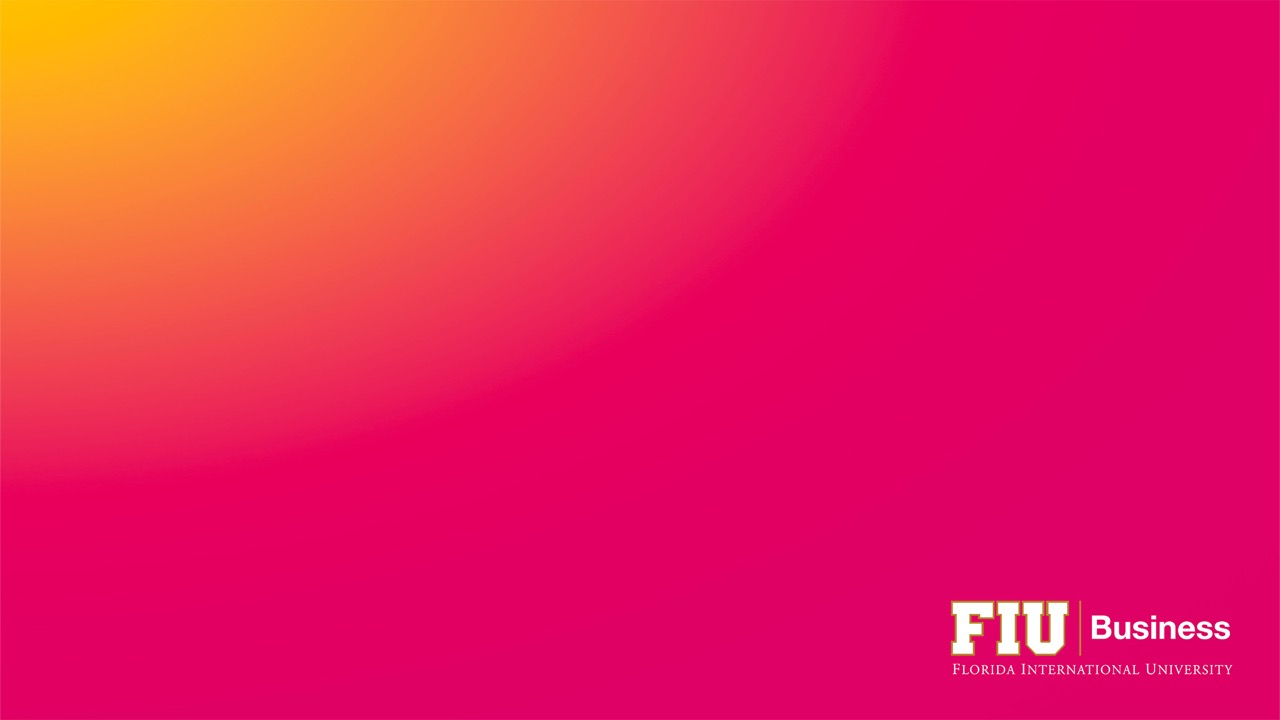 FIU Business
FLORIDA INTERNATIONAL UNIVERSITY